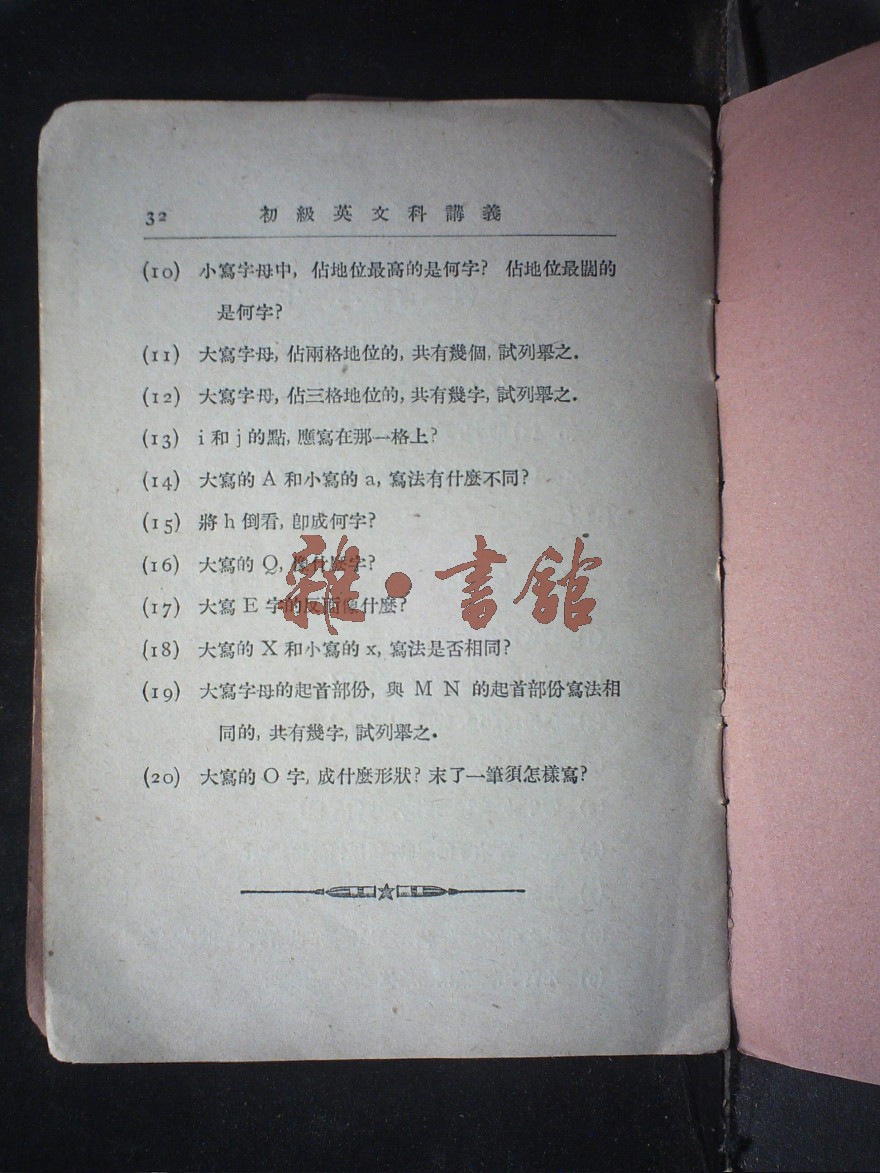 32 初級英文科講義
(10) 小寫字母中, 佔地位最高的是何字? 佔地位最闊的
是何字?
(11) 大寫字母, 佔兩格地位的, 共有幾個, 試列舉之.
(12) 大寫字母, 佔三格地位的, 共有幾字, 試列舉之.
(13) i 和 j 的點, 應寫在那一格上?
(14) 大寫的 A 和小寫的 a, 寫法有什麼不同?
(15) 將 h 倒看, 卽成何字?
(16) 大寫的 Q, 像什麼字?
(17) 大寫 E 字的反面像什麼?
(18) 大寫的 X 和小寫的 x, 寫法是否相同?
(19) 大寫字母的起首部份, 與 M N 的起首部份寫法相
同的, 共有幾字, 試列舉之.
(20) 大寫的 O 字, 成什麼形狀? 末了一筆須怎樣寫?
雜·書館